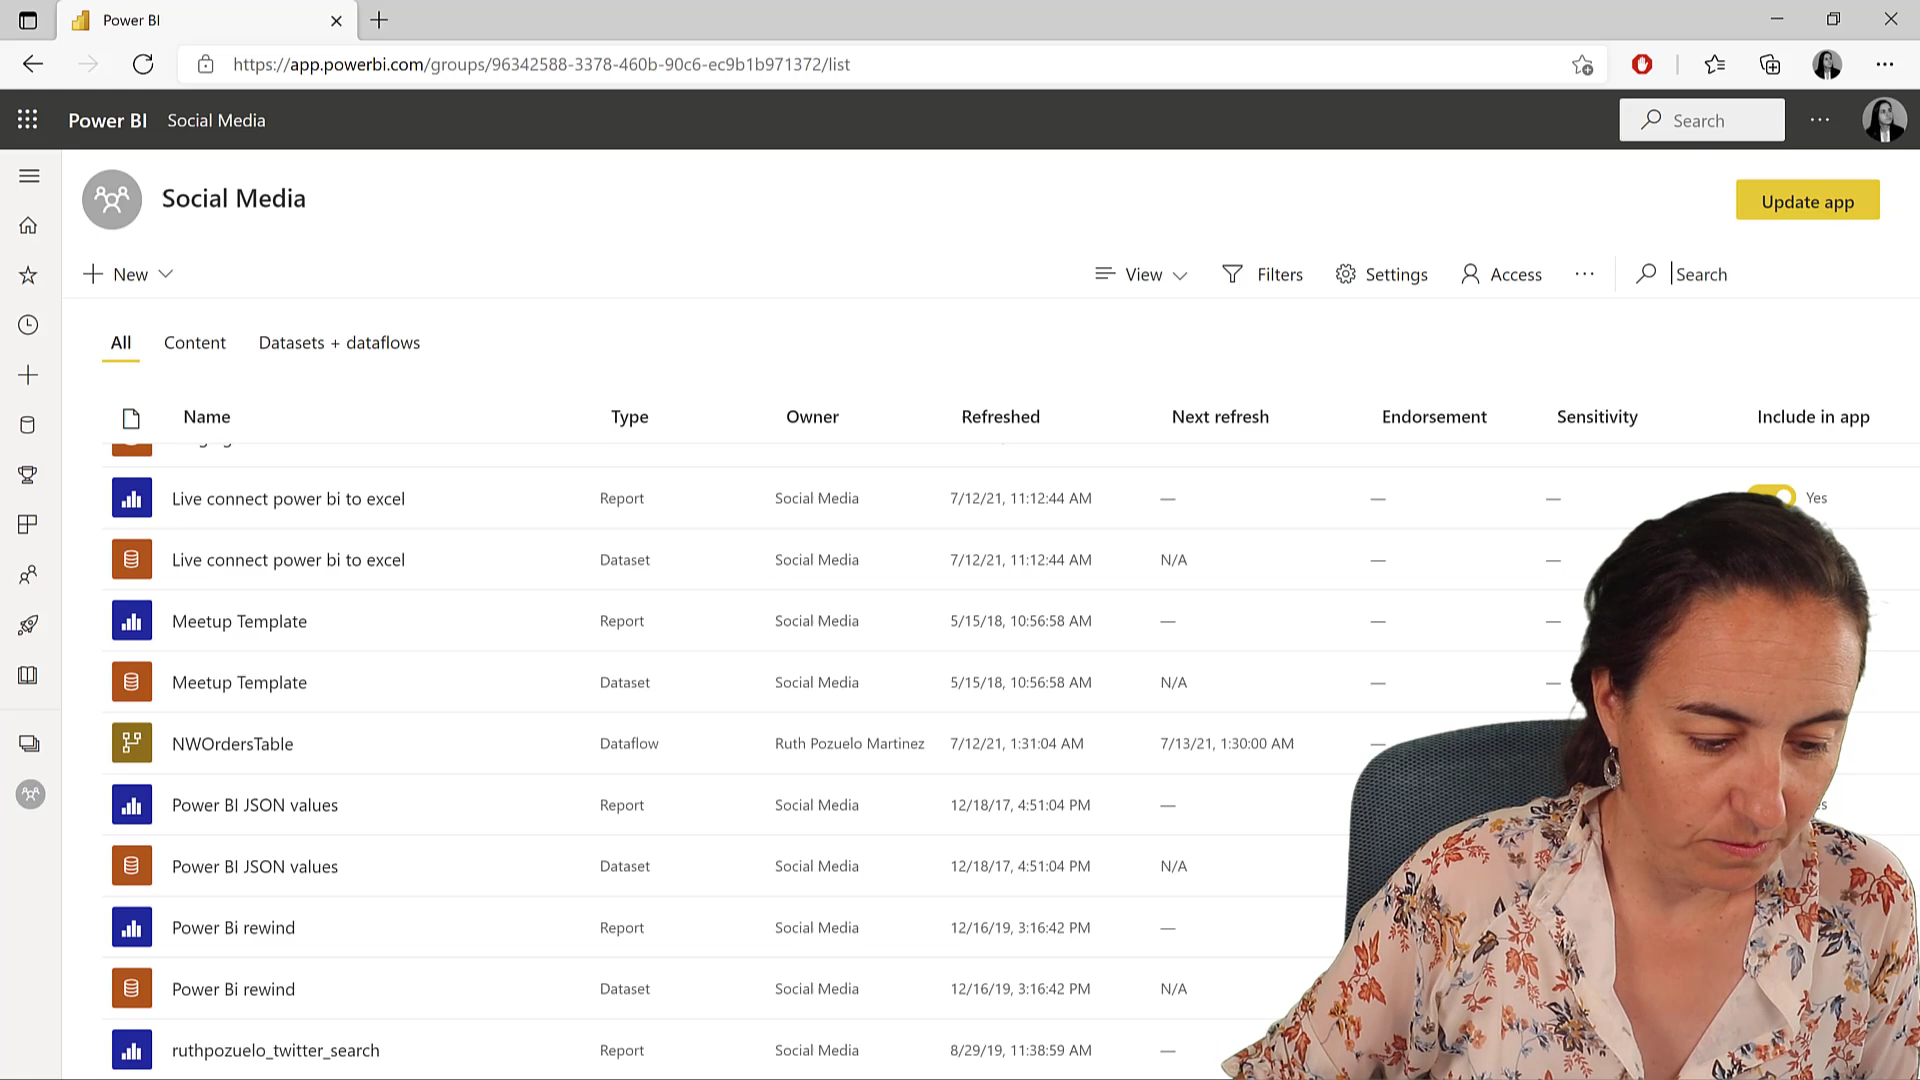 Power BI
https://app.powerbi.com/groups/96342588-3378-460b-90c6-ec9b1b971372/list
Power BI Social Media Search
Social Media Update app
New View Filters Settings Access Search
All Content Datasets + dataflows
Name Type Owner Refreshed Next refresh Endorsement Sensitivity Include in app
Live connect power bi to excel Report Social Media 7/12/21, 11:12:44 AM — — — Yes
Live connect power bi to excel Dataset Social Media 7/12/21, 11:12:44 AM N/A — —
Meetup Template Report Social Media 5/15/18, 10:56:58 AM — — —
Meetup Template Dataset Social Media 5/15/18, 10:56:58 AM N/A — —
NWOrdersTable Dataflow Ruth Pozuelo Martinez 7/12/21, 1:31:04 AM 7/13/21, 1:30:00 AM —
Power BI JSON values Report Social Media 12/18/17, 4:51:04 PM —
Power BI JSON values Dataset Social Media 12/18/17, 4:51:04 PM N/A
Power Bi rewind Report Social Media 12/16/19, 3:16:42 PM —
Power Bi rewind Dataset Social Media 12/16/19, 3:16:42 PM N/A
ruthpozuelo_twitter_search Report Social Media 8/29/19, 11:38:59 AM —